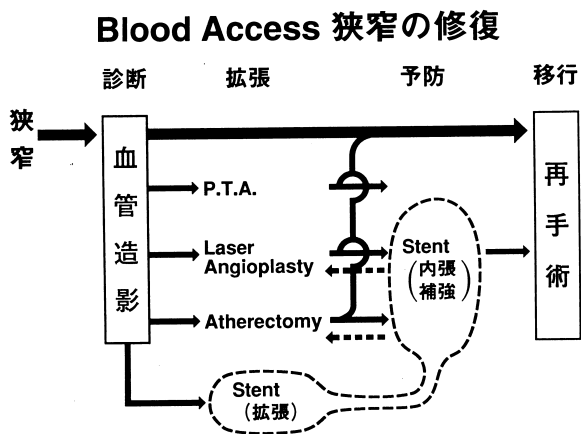 Blood Access 狭窄の修復
診断 拡張 予防 移行
狭窄
血管造影
P.T.A.
Laser
Angioplasty
Atherectomy
Stent
(拡張)
Stent
(内張
補強)
再手術